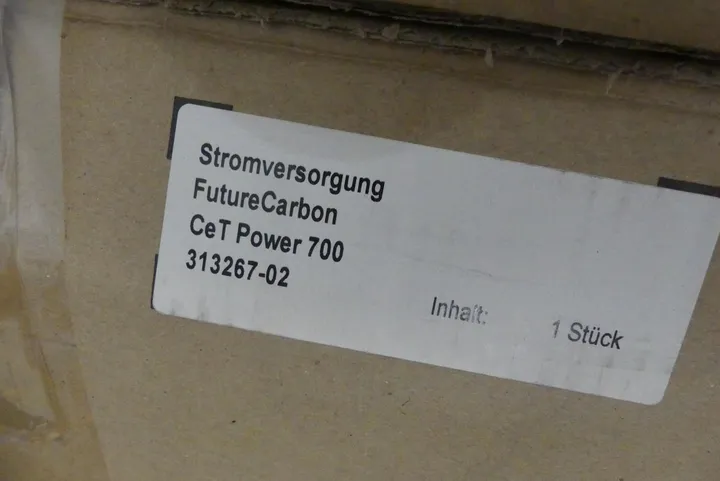 Stromversorgung
FutureCarbon
CeT Power 700
313267-02
Inhalt: 1 Stück